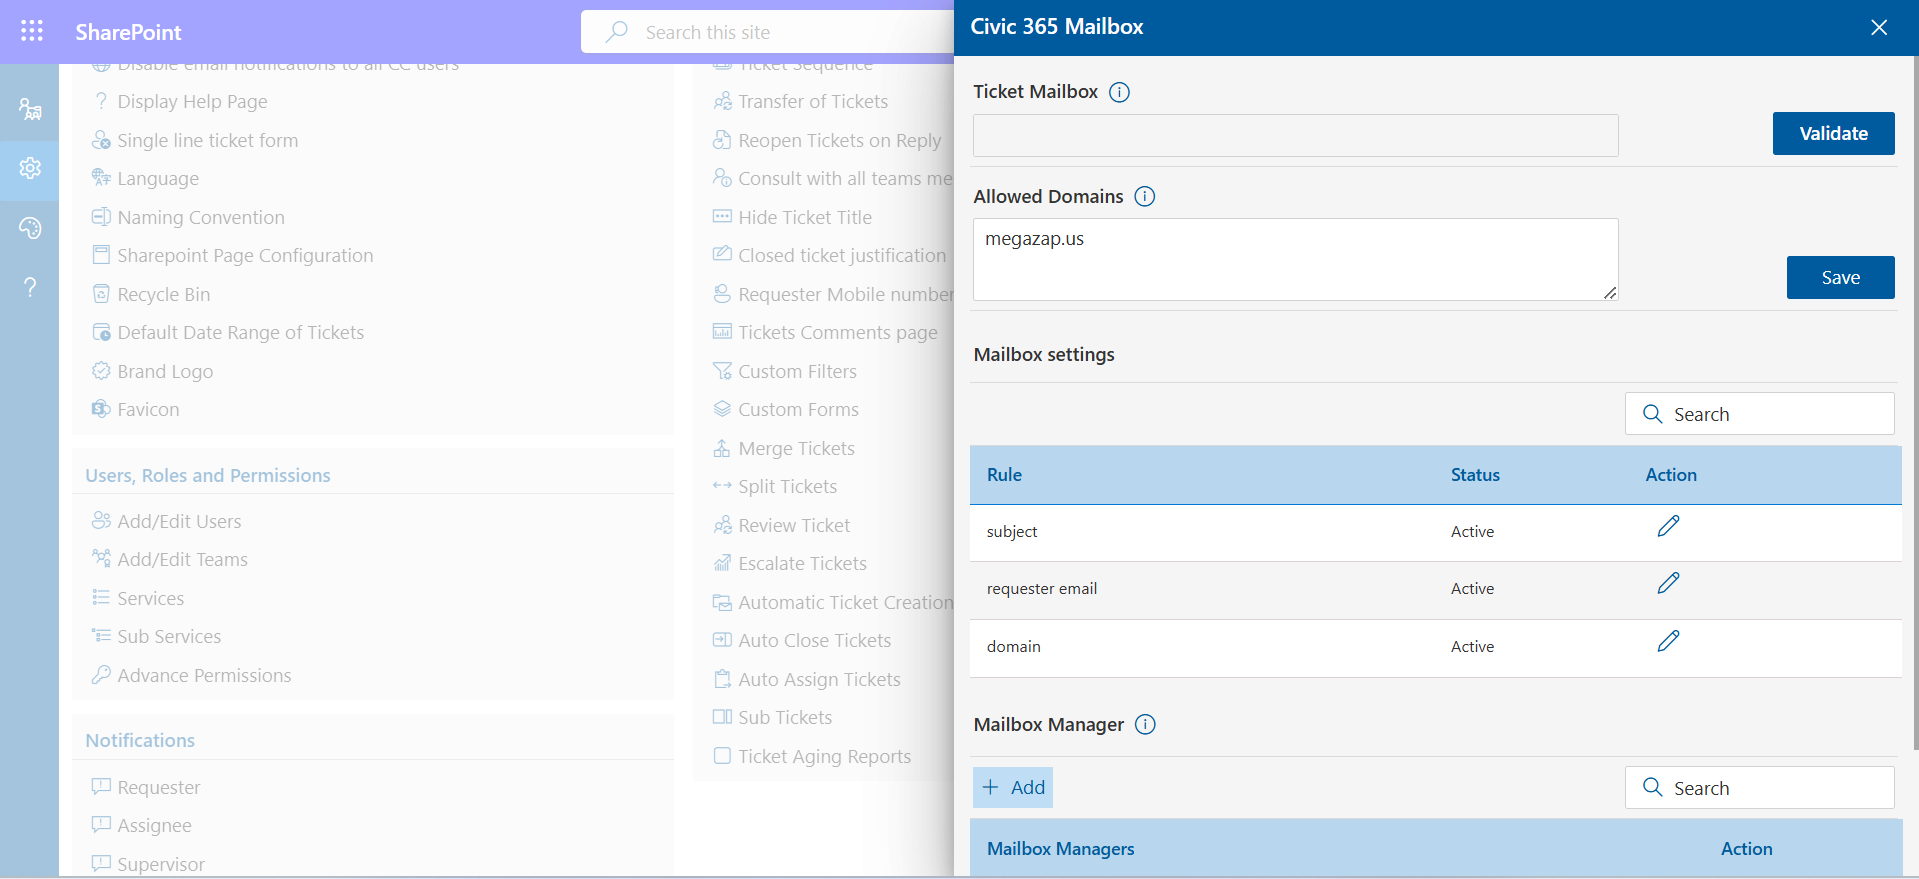 SharePoint
Search this site
Disable email notifications to all CC users
Display Help Page
Single line ticket form
Language
Naming Convention
Sharepoint Page Configuration
Recycle Bin
Default Date Range of Tickets
Brand Logo
Favicon
Users, Roles and Permissions
Add/Edit Users
Add/Edit Teams
Services
Sub Services
Advance Permissions
Notifications
Requester
Assignee
Supervisor
Ticket Sequence
Transfer of Tickets
Reopen Tickets on Reply
Consult with all teams me
Hide Ticket Title
Closed ticket justification
Requester Mobile number
Tickets Comments page
Custom Filters
Custom Forms
Merge Tickets
Split Tickets
Review Ticket
Escalate Tickets
Automatic Ticket Creation
Auto Close Tickets
Auto Assign Tickets
Sub Tickets
Ticket Aging Reports
Civic 365 Mailbox
Ticket Mailbox
Validate
Allowed Domains
megazap.us
Save
Mailbox settings
Search
Rule Status Action
subject Active
requester email Active
domain Active
Mailbox Manager
Add
Search
Mailbox Managers Action